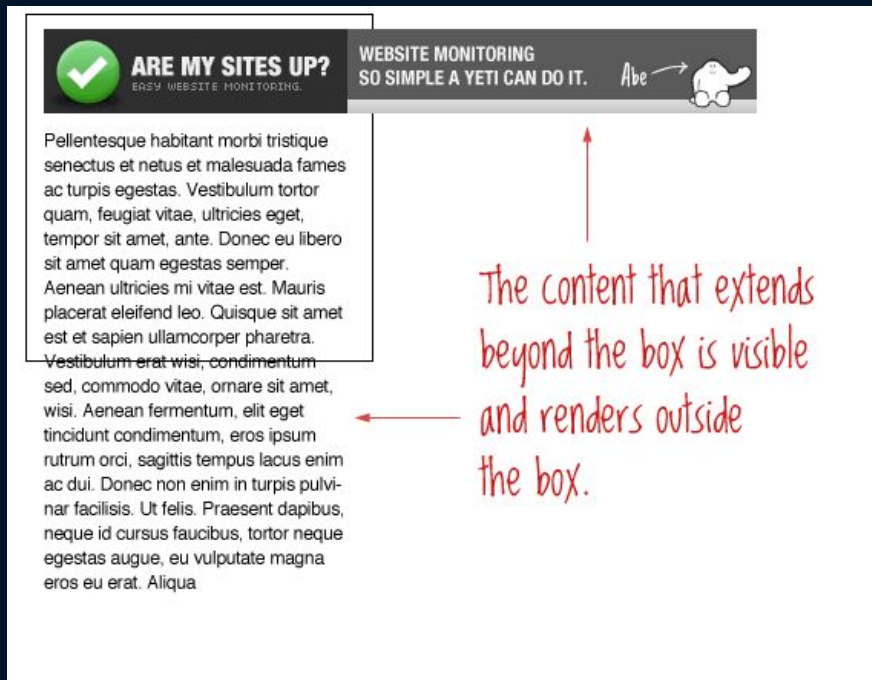 ARE MY SITES UP?
EASY WEBSITE MONITORING.
WEBSITE MONITORING
SO SIMPLE A YETI CAN DO IT.
Abe
Pellentesque habitant morbi tristique
senectus et netus et malesuada fames
ac turpis egestas. Vestibulum tortor
quam, feugiat vitae, ultricies eget,
tempor sit amet, ante. Donec eu libero
sit amet quam egestas semper.
Aenean ultricies mi vitae est. Mauris
placerat eleifend leo. Quisque sit amet
est et sapien ullamcorper pharetra.
Vestibulum erat wisi, condimentum
sed, commodo vitae, ornare sit amet,
wisi. Aenean fermentum, elit eget
tincidunt condimentum, eros ipsum
rutrum orci, sagittis tempus lacus enim
ac dui. Donec non enim in turpis pulvi-
nar facilisis. Ut felis. Praesent dapibus,
neque id cursus faucibus, tortor neque
egestas augue, eu vulputate magna
eros eu erat. Aliqua
The content that extends
beyond the box is visible
and renders outside
the box.